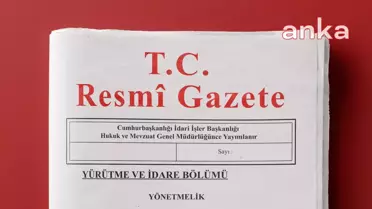 anka
T.C.
Resmî Gazete
Cumhurbaşkanlığı İdari İşler Başkanlığı
Hukuk ve Mevzuat Genel Müdürlüğünce Yayımlanır
Sayı:
YÜRÜTME VE İDARE BÖLÜMÜ
YÖNETMELİK